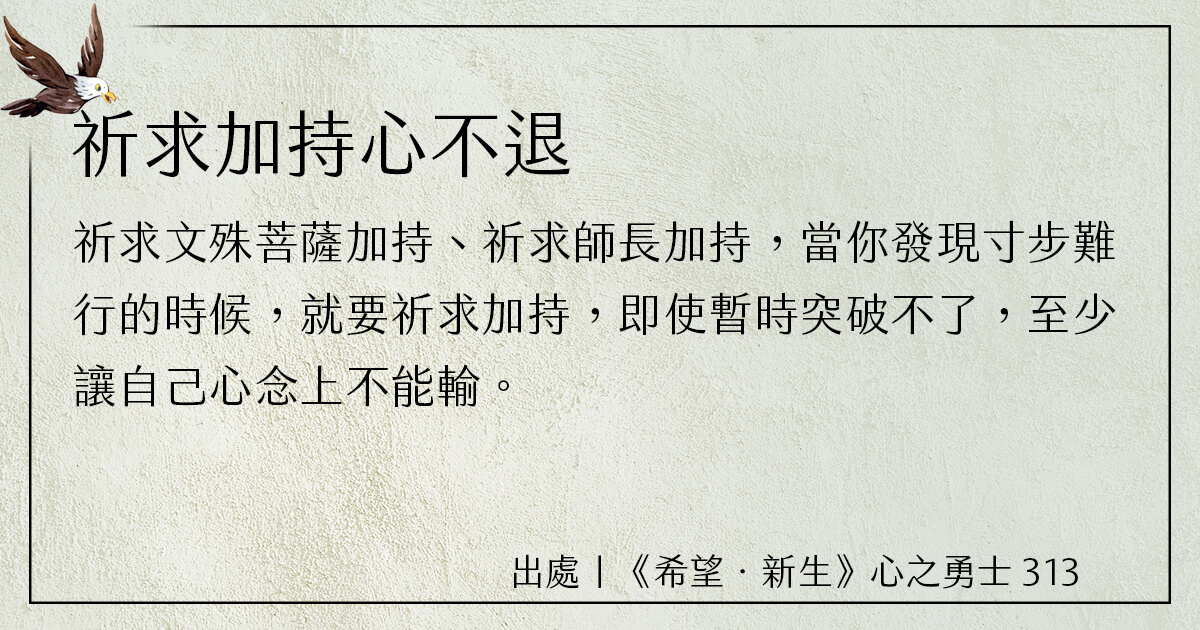 祈求加持心不退
祈求文殊菩薩加持、祈求師長加持，當你發現寸步難
行的時候，就要祈求加持，即使暫時突破不了，至少
讓自己心念上不能輸。
出處丨《希望．新生》心之勇士 313